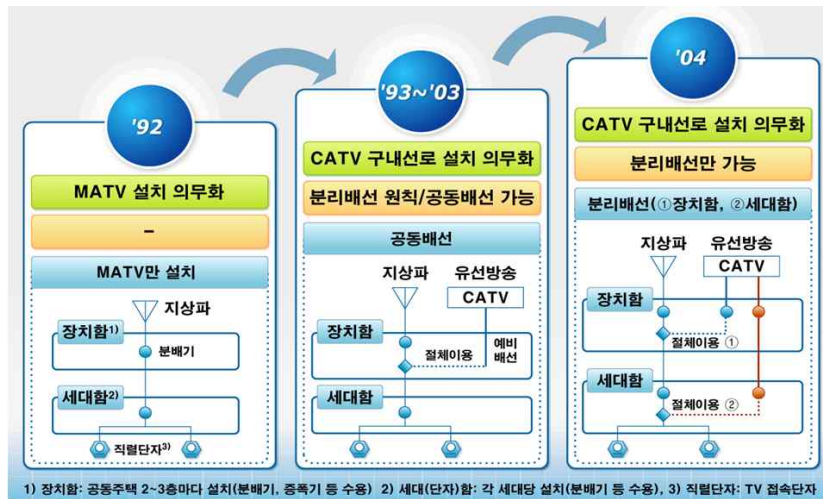 '92
MATV 설치 의무화
–
MATV만 설치
지상파
장치함1)
분배기
세대함2)
직렬단자3)
'93~'03
CATV 구내선로 설치 의무화
분리배선 원칙/공동배선 가능
공동배선
지상파 유선방송
CATV
장치함
절체이용
예비
배선
세대함
'04
CATV 구내선로 설치 의무화
분리배선만 가능
분리배선(①장치함, ②세대함)
지상파 유선방송
CATV
장치함
절체이용 ①
세대함
절체이용 ②
1) 장치함: 공동주택 2~3층마다 설치(분배기, 증폭기 등 수용) 2) 세대(단자)함: 각 세대당 설치(분배기 등 수용), 3) 직렬단자: TV 접속단자